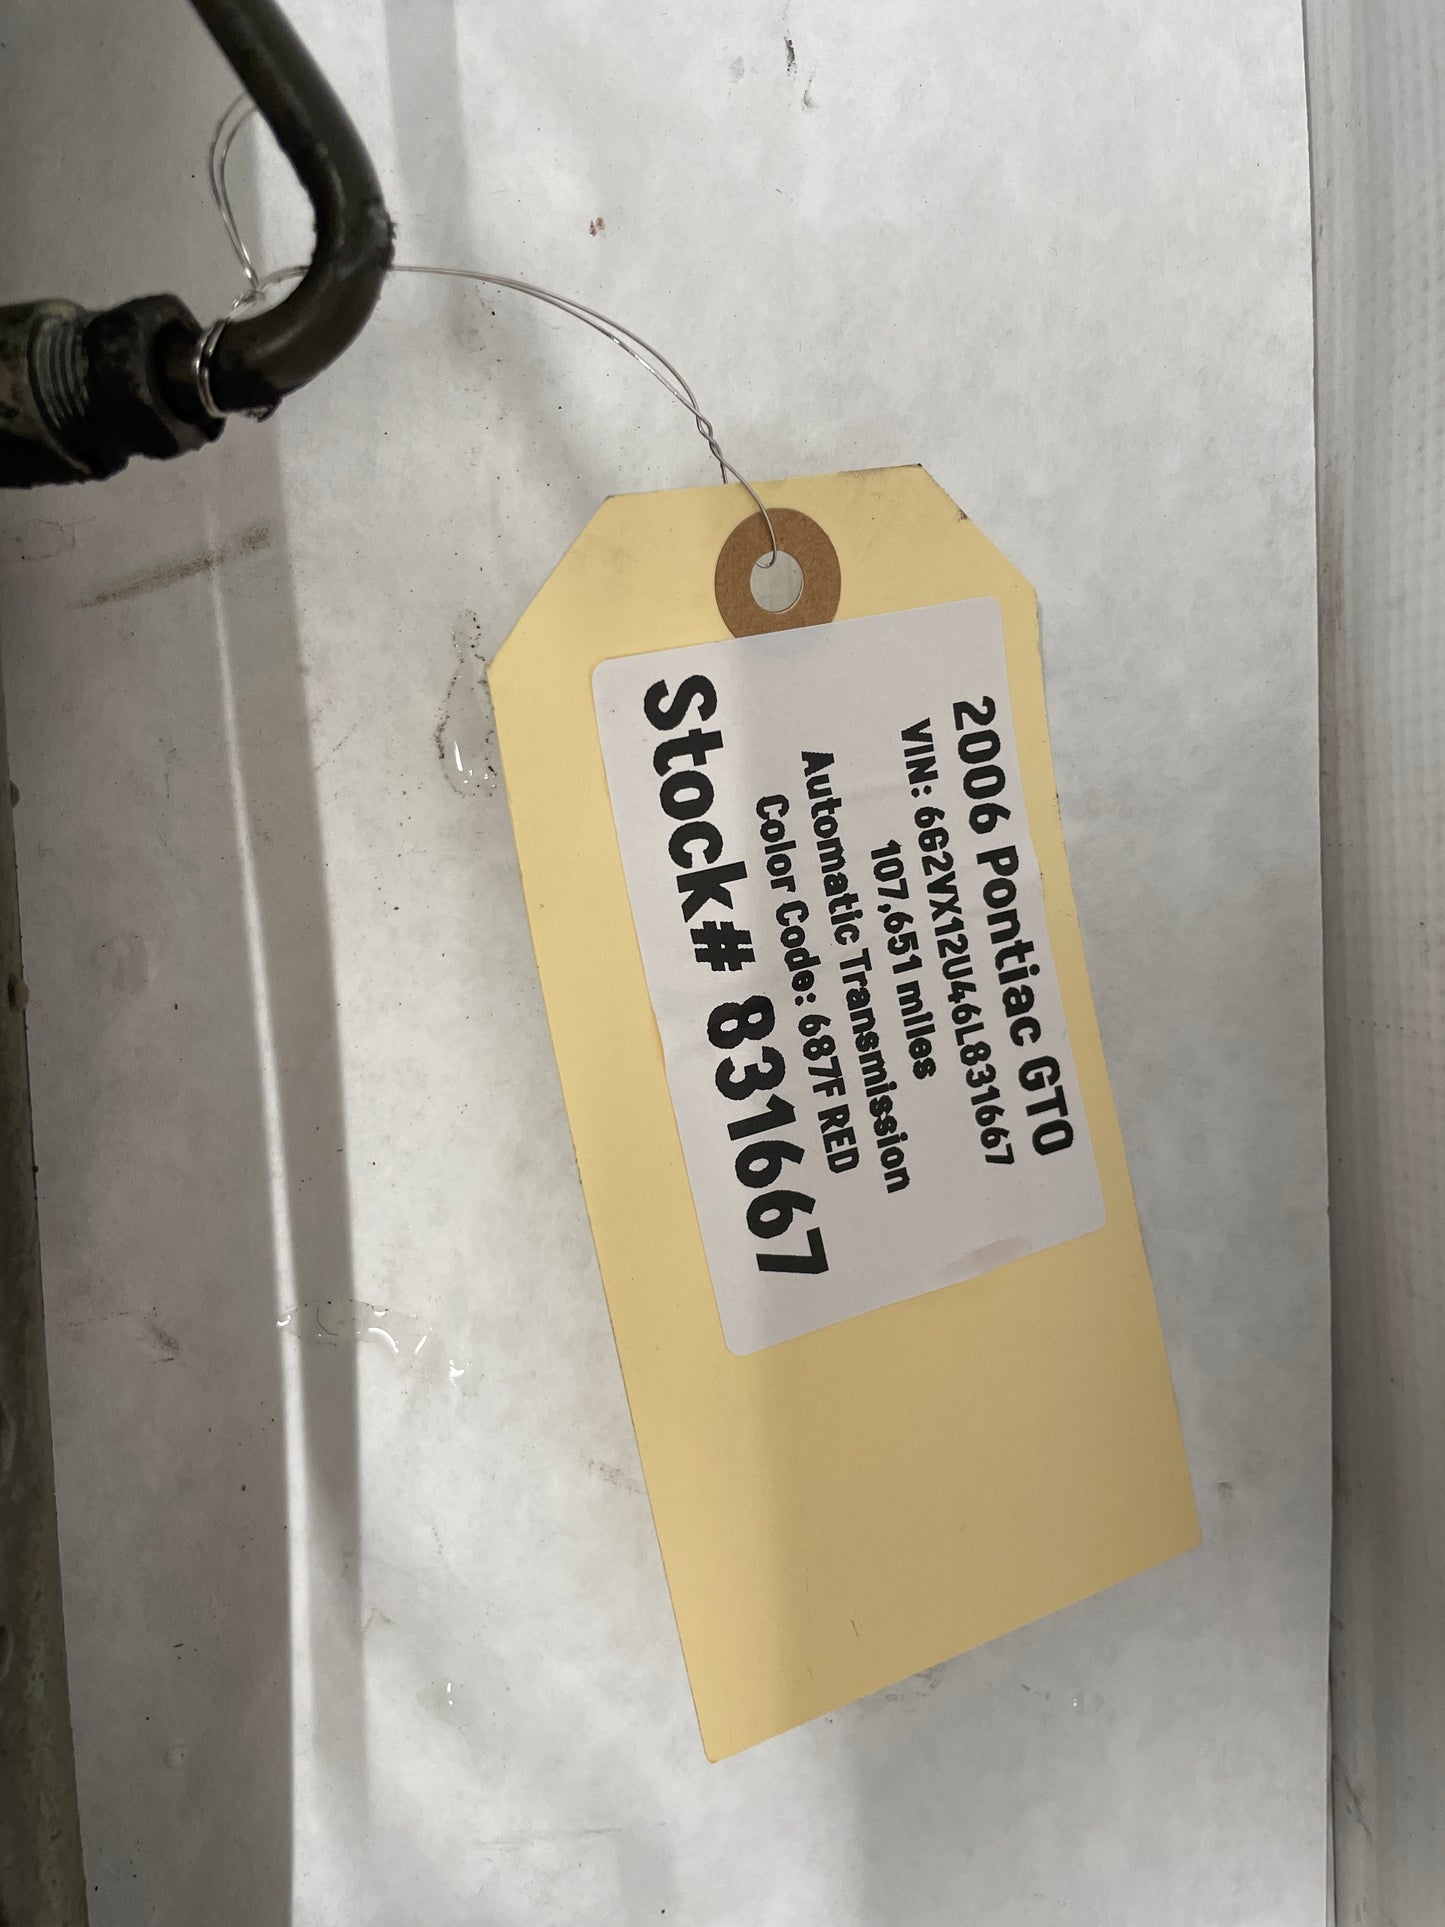 2006 Pontiac GTO
VIN: 6G2VX12U46L831667
107,651 miles
Automatic Transmission
Color Code: 687F RED
Stock# 831667